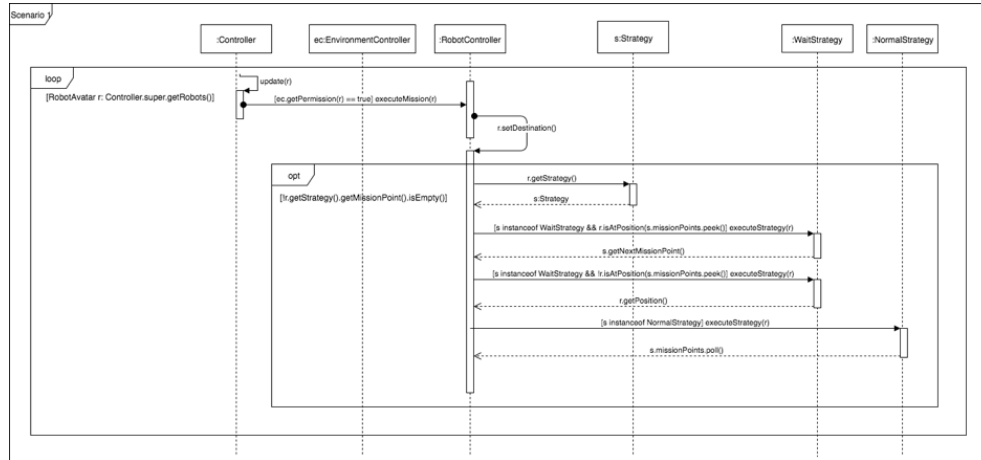 Scenario 1
:Controller
ec:EnvironmentController
:RobotController
s:Strategy
:WaitStrategy
:NormalStrategy
loop
[RobotAvatar r: Controller.super.getRobots()]
update(r)
[ec.getPermission(r) == true] executeMission(r)
r.setDestination()
opt
[!r.getStrategy().getMissionPoint().isEmpty()]
r.getStrategy()
s:Strategy
[s instanceof WaitStrategy && r.isAtPosition(s.missionPoints.peek()] executeStrategy(r)
s.getNextMissionPoint()
[s instanceof WaitStrategy && !r.isAtPosition(s.missionPoints.peek()] executeStrategy(r)
r.getPosition()
[s instanceof NormalStrategy] executeStrategy(r)
s.missionPoints.poll()